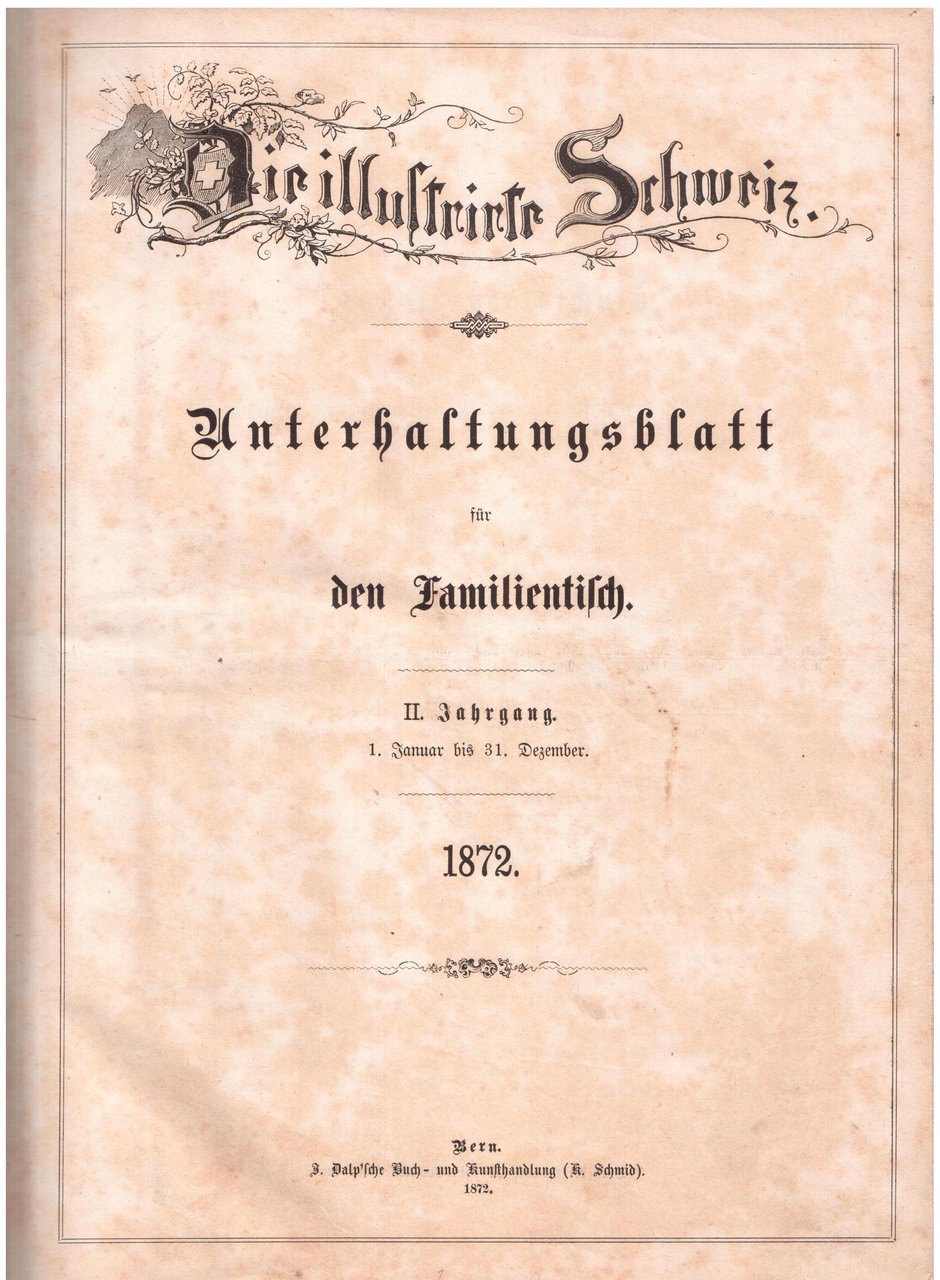 Die illustrirte Schweiz.
Unterhaltungsblatt
für
den Familientisch.
II. Jahrgang.
1. Januar bis 31. Dezember.
1872.
Bern.
J. Dalp'sche Buch- und Kunsthandlung (K. Schmid).
1872.